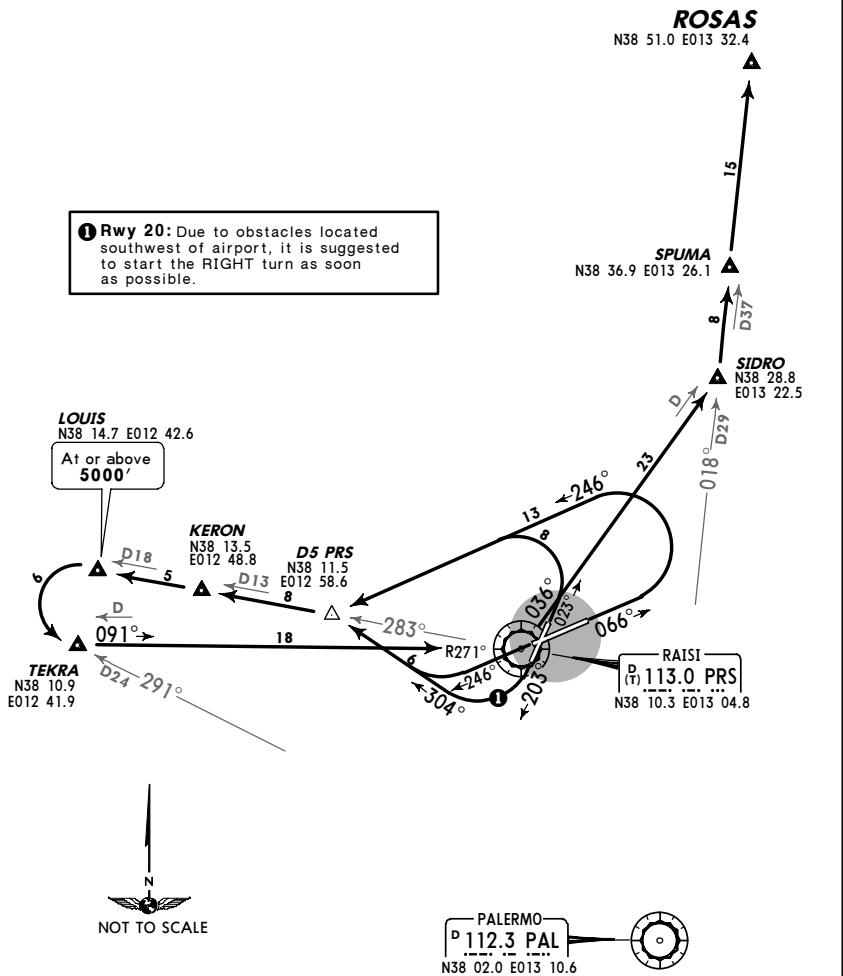 ROSAS
N38 51.0 E013 32.4
15
❶ Rwy 20: Due to obstacles located
southwest of airport, it is suggested
to start the RIGHT turn as soon
as possible.
SPUMA
N38 36.9 E013 26.1
8
D37
SIDRO
N38 28.8
E013 22.5
D
D29
018°
23
LOUIS
N38 14.7 E012 42.6
At or above
5000'
246°
13
8
KERON
N38 13.5
E012 48.8
D5 PRS
N38 11.5
E012 58.6
D18
5
D13
8
6
283°
036°
023°
066°
D
091°
18
R271°
TEKRA
N38 10.9
E012 41.9
D24
291°
6
246°
304°
❶
203°
RAISI
D
(T) 113.0 PRS
N38 10.3 E013 04.8
N
NOT TO SCALE
PALERMO
D 112.3 PAL
N38 02.0 E013 10.6